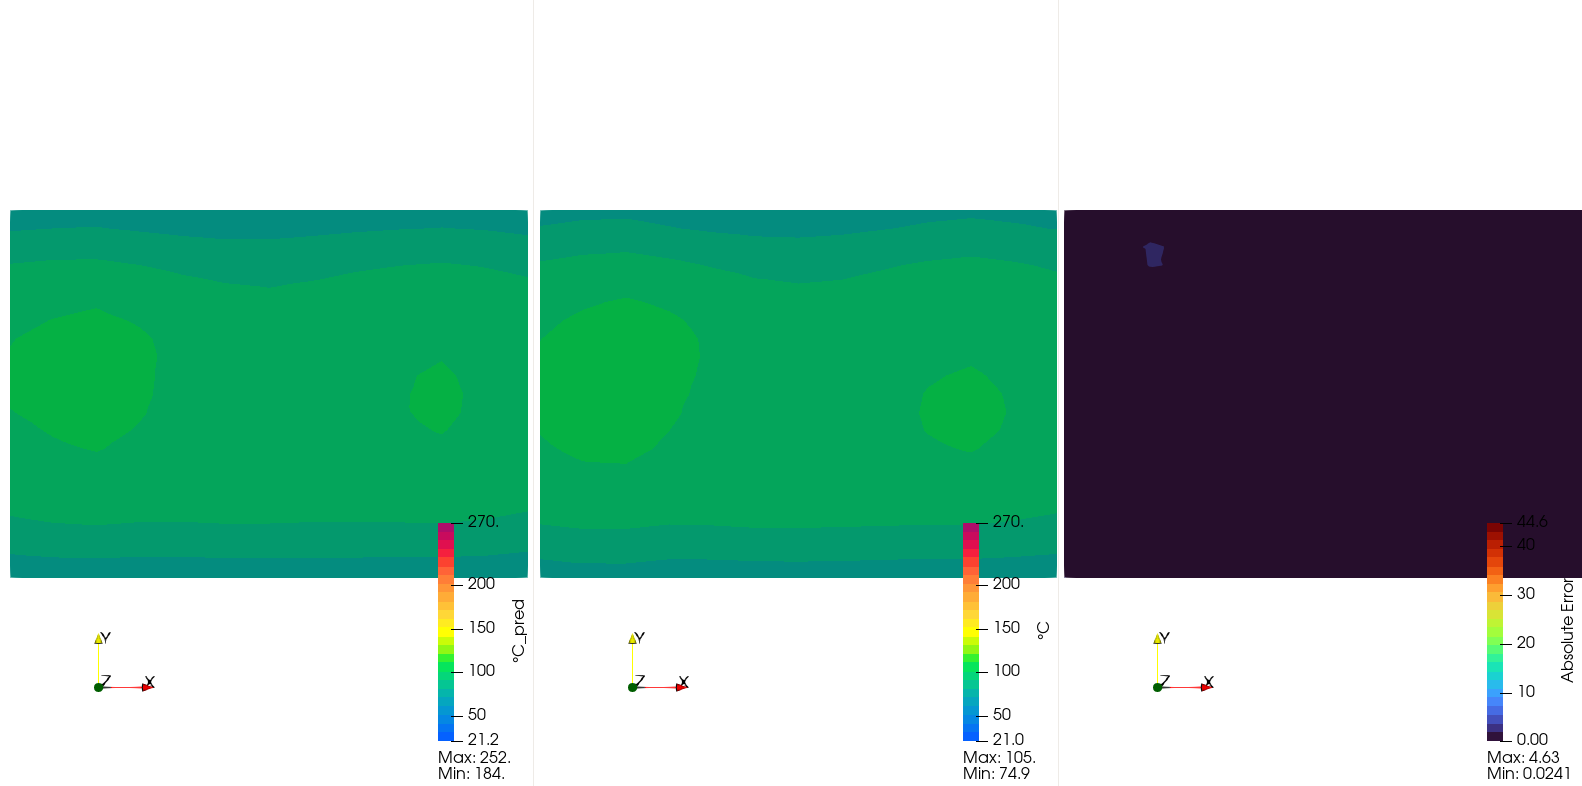 270.
200
150
100
50
21.2
°C_pred
Max: 252.
Min: 184.
Y
Z
X
270.
200
150
100
50
21.0
°C
Max: 105.
Min: 74.9
Y
Z
X
44.6
40
30
20
10
0.00
Absolute Error
Max: 4.63
Min: 0.0241
Y
Z
X